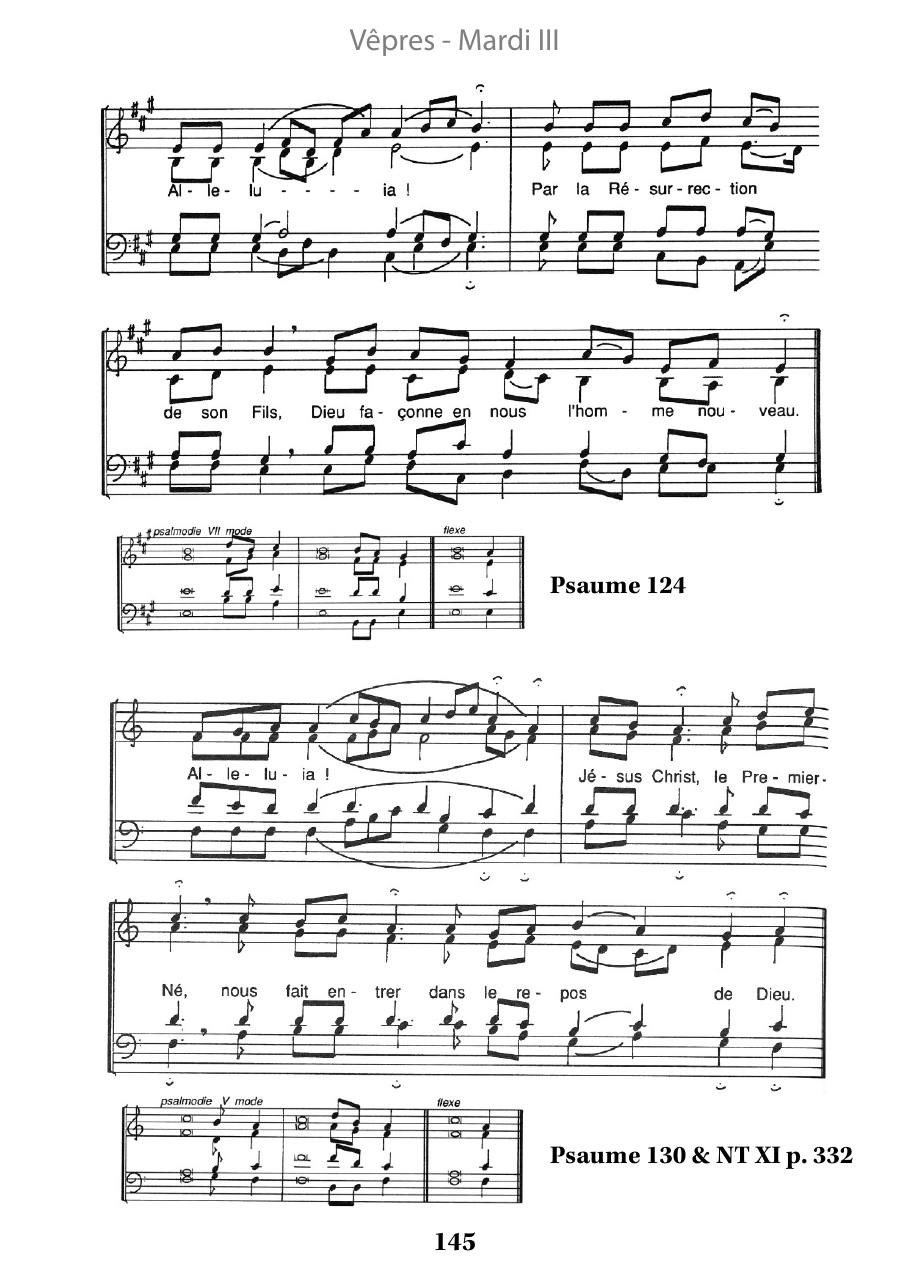 Vêpres - Mardi III
Al - le - lu - - - - ia ! Par la Ré - sur - rec - tion
de son Fils, Dieu fa - çonne en nous l'hom - me nou - veau.
psalmodie VII mode flexe
Psaume 124
Al - le - lu - ia ! Jé - sus Christ, le Pre - mier -
Né, nous fait en - trer dans le re - pos de Dieu.
psalmodie V mode flexe
Psaume 130 & NT XI p. 332
145